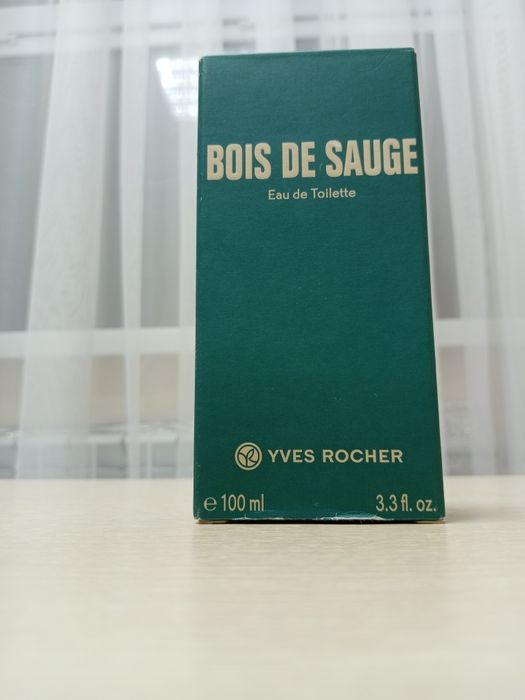 BOIS DE SAUGE
Eau de Toilette
YVES ROCHER
℮ 100 ml 3.3 fl. oz.